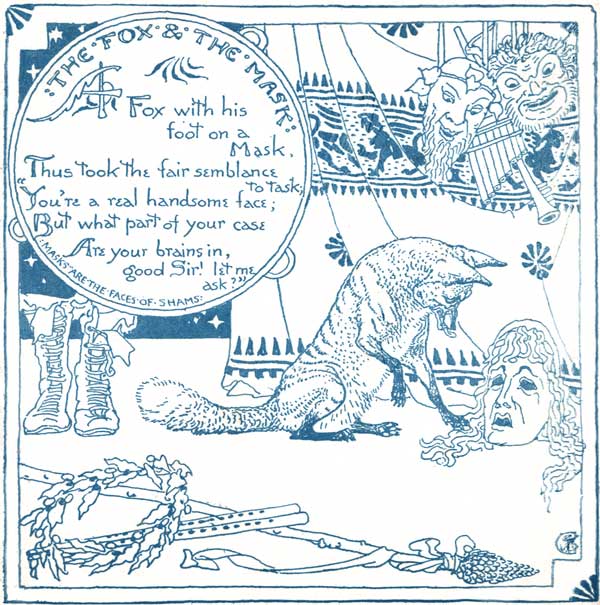 ·THE·FOX·&·THE·MASK·
A Fox with his
foot on a
Mask,
Thus took the fair semblance
to task;
"You're a real handsome face;
But what part of your case
Are your brains in,
good Sir! let me
ask?"
MASKS·ARE·THE·FACES·OF·SHAMS·